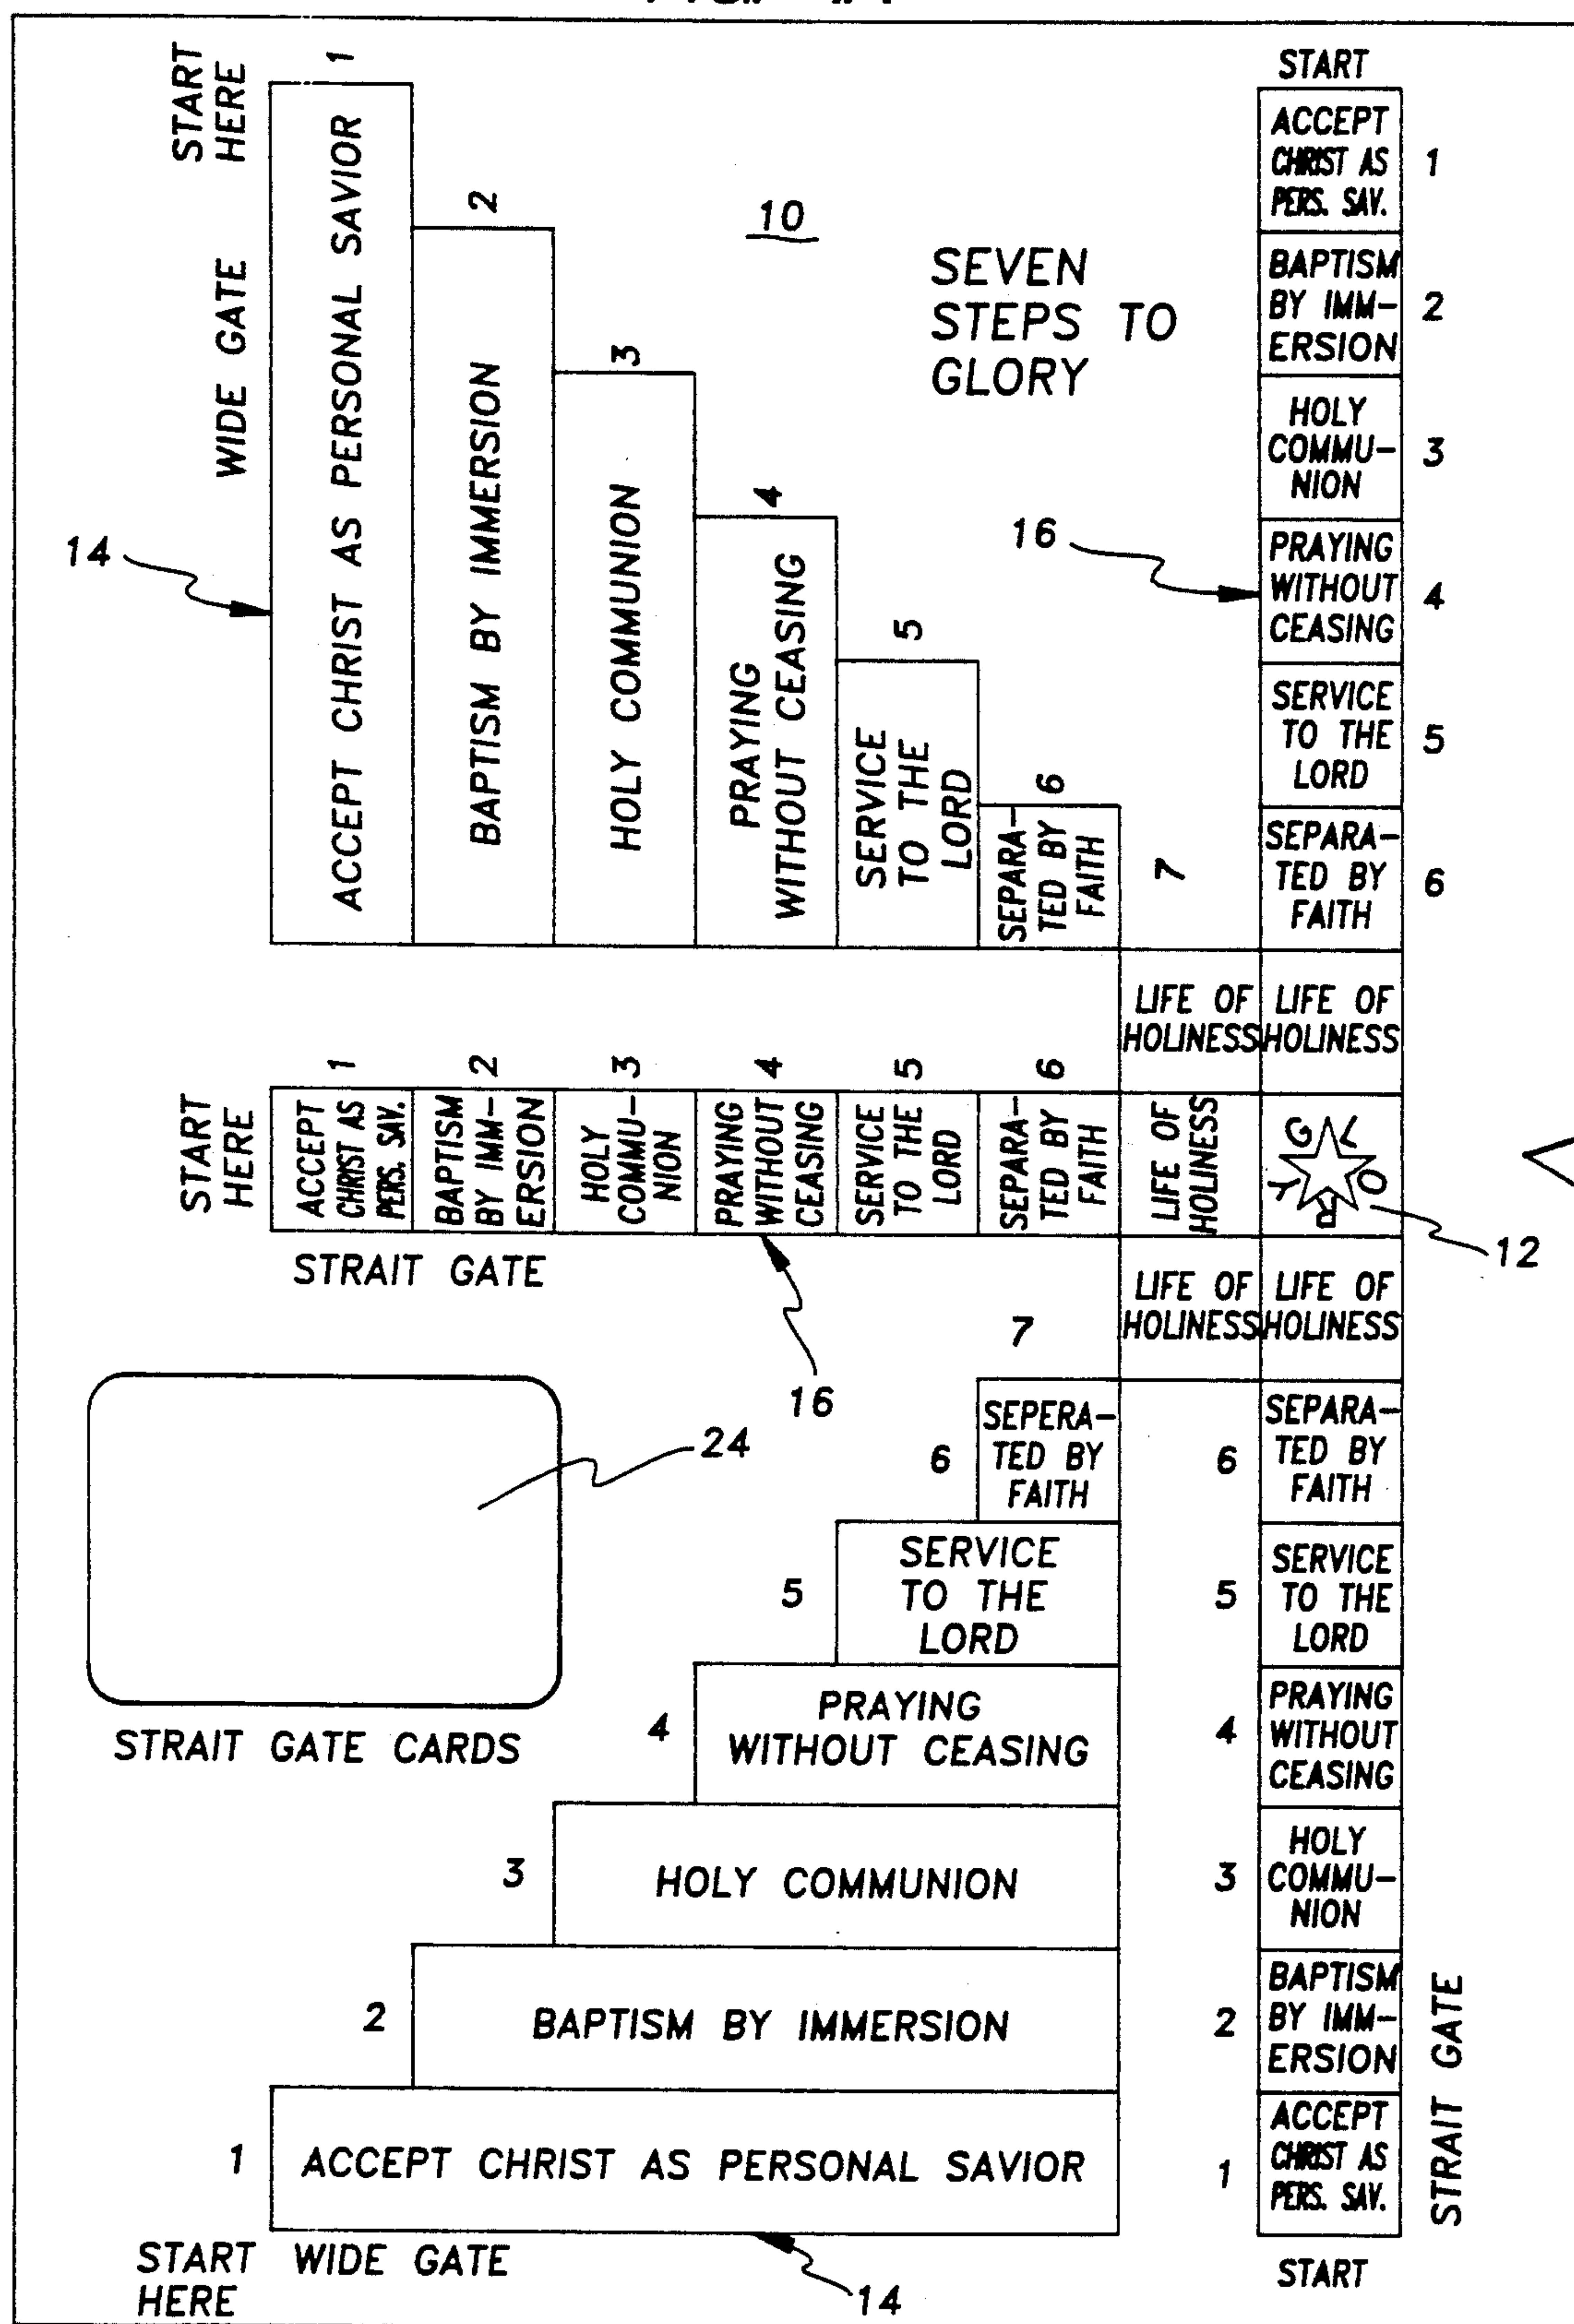 START
HERE
1
WIDE GATE
ACCEPT CHRIST AS PERSONAL SAVIOR
2
BAPTISM BY IMMERSION
3
HOLY COMMUNION
4
PRAYING
WITHOUT CEASING
5
SERVICE
TO THE
LORD
6
SEPARA-
TED BY
FAITH
7
14
10
SEVEN
STEPS TO
GLORY
16
START
ACCEPT
CHRIST AS
PERS. SAV.
1
BAPTISM
BY IMM-
ERSION
2
HOLY
COMMU-
NION
3
PRAYING
WITHOUT
CEASING
4
SERVICE
TO THE
LORD
5
SEPARA-
TED BY
FAITH
6
LIFE OF
HOLINESS
LIFE OF
HOLINESS
START
HERE
1
ACCEPT
CHRIST AS
PERS. SAV.
2
BAPTISM
BY IMM-
ERSION
3
HOLY
COMMU-
NION
4
PRAYING
WITHOUT
CEASING
5
SERVICE
TO THE
LORD
6
SEPARA-
TED BY
FAITH
LIFE OF
HOLINESS
GLORY
12
STRAIT GATE
16
LIFE OF
HOLINESS
LIFE OF
HOLINESS
7
24
STRAIT GATE CARDS
6
SEPERA-
TED BY
FAITH
5
SERVICE
TO THE
LORD
4
PRAYING
WITHOUT CEASING
3
HOLY COMMUNION
2
BAPTISM BY IMMERSION
1
ACCEPT CHRIST AS PERSONAL SAVIOR
START WIDE GATE
HERE
14
6
SEPARA-
TED BY
FAITH
5
SERVICE
TO THE
LORD
4
PRAYING
WITHOUT
CEASING
3
HOLY
COMMU-
NION
2
BAPTISM
BY IMM-
ERSION
1
ACCEPT
CHRIST AS
PERS. SAV.
START
STRAIT GATE